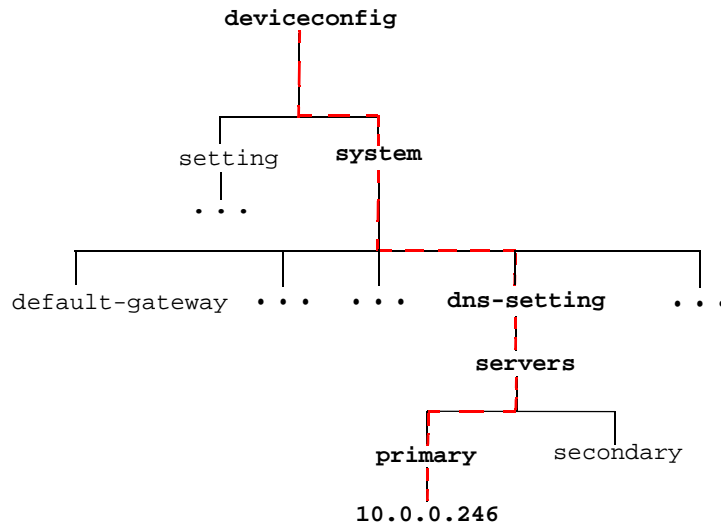 deviceconfig
setting system
. . .
default-gateway . . . . . . dns-setting . . .
servers
primary secondary
10.0.0.246